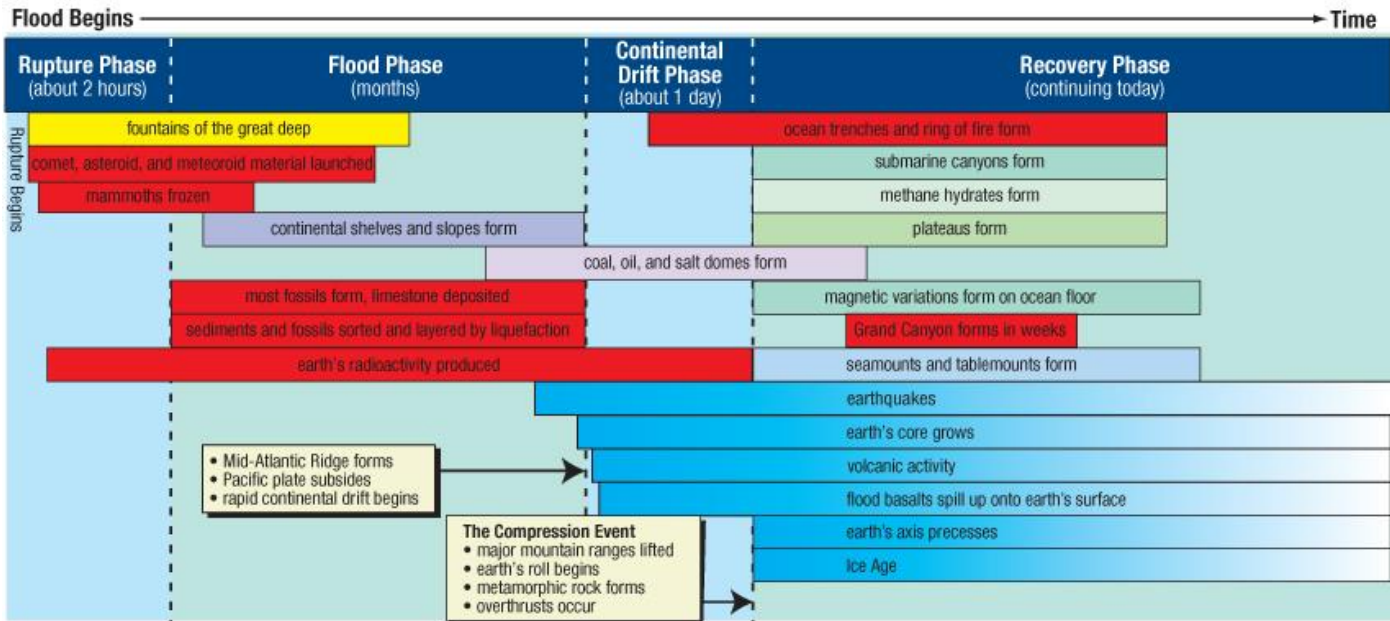 Flood Begins
Time
Rupture Phase
(about 2 hours)
Flood Phase
(months)
Continental
Drift Phase
(about 1 day)
Recovery Phase
(continuing today)
Rupture Begins
fountains of the great deep
ocean trenches and ring of fire form
comet, asteroid, and meteoroid material launched
submarine canyons form
mammoths frozen
methane hydrates form
continental shelves and slopes form
plateaus form
coal, oil, and salt domes form
most fossils form, limestone deposited
magnetic variations form on ocean floor
sediments and fossils sorted and layered by liquefaction
Grand Canyon forms in weeks
earth's radioactivity produced
seamounts and tablemounts form
earthquakes
earth's core grows
• Mid-Atlantic Ridge forms
• Pacific plate subsides
• rapid continental drift begins
volcanic activity
flood basalts spill up onto earth's surface
The Compression Event
• major mountain ranges lifted
• earth's roll begins
• metamorphic rock forms
• overthrusts occur
earth's axis precesses
Ice Age